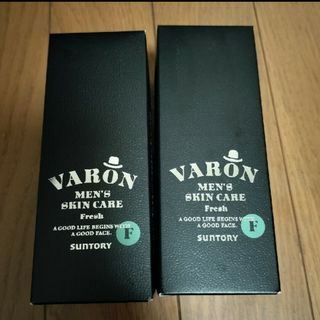 VARON
MEN'S
SKIN CARE
Fresh
A GOOD LIFE BEGINS WITH
A GOOD FACE.
F
SUNTORY
VARON
MEN'S
SKIN CARE
Fresh
A GOOD LIFE BEGINS
A GOOD FACE.
F
SUNTORY